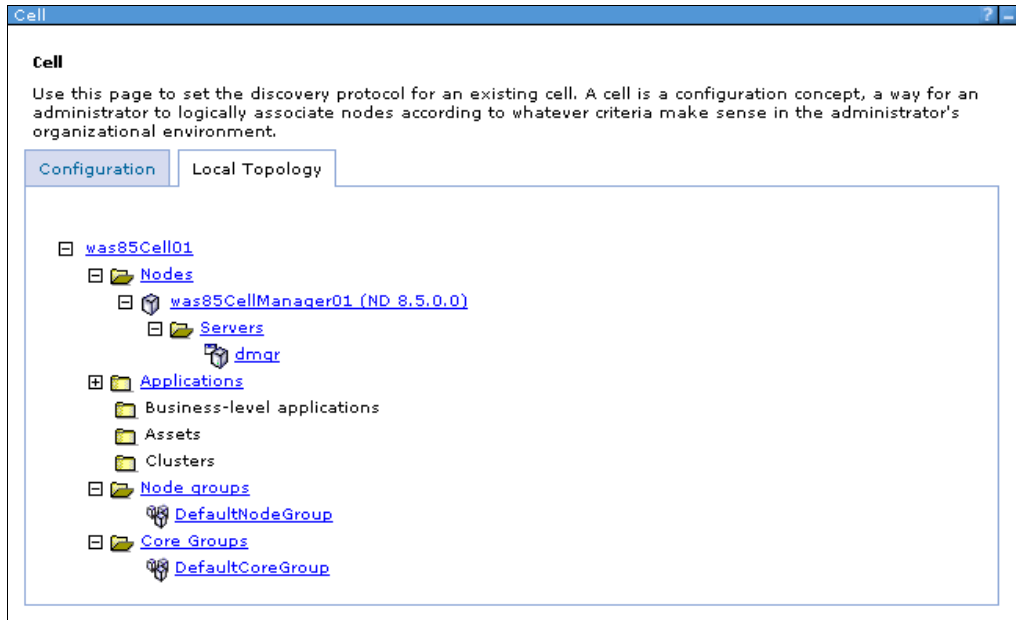 Cell ? –
Cell
Use this page to set the discovery protocol for an existing cell. A cell is a configuration concept, a way for an
administrator to logically associate nodes according to whatever criteria make sense in the administrator's
organizational environment.
Configuration Local Topology
was85Cell01
Nodes
was85CellManager01 (ND 8.5.0.0)
Servers
dmgr
Applications
Business-level applications
Assets
Clusters
Node groups
DefaultNodeGroup
Core Groups
DefaultCoreGroup